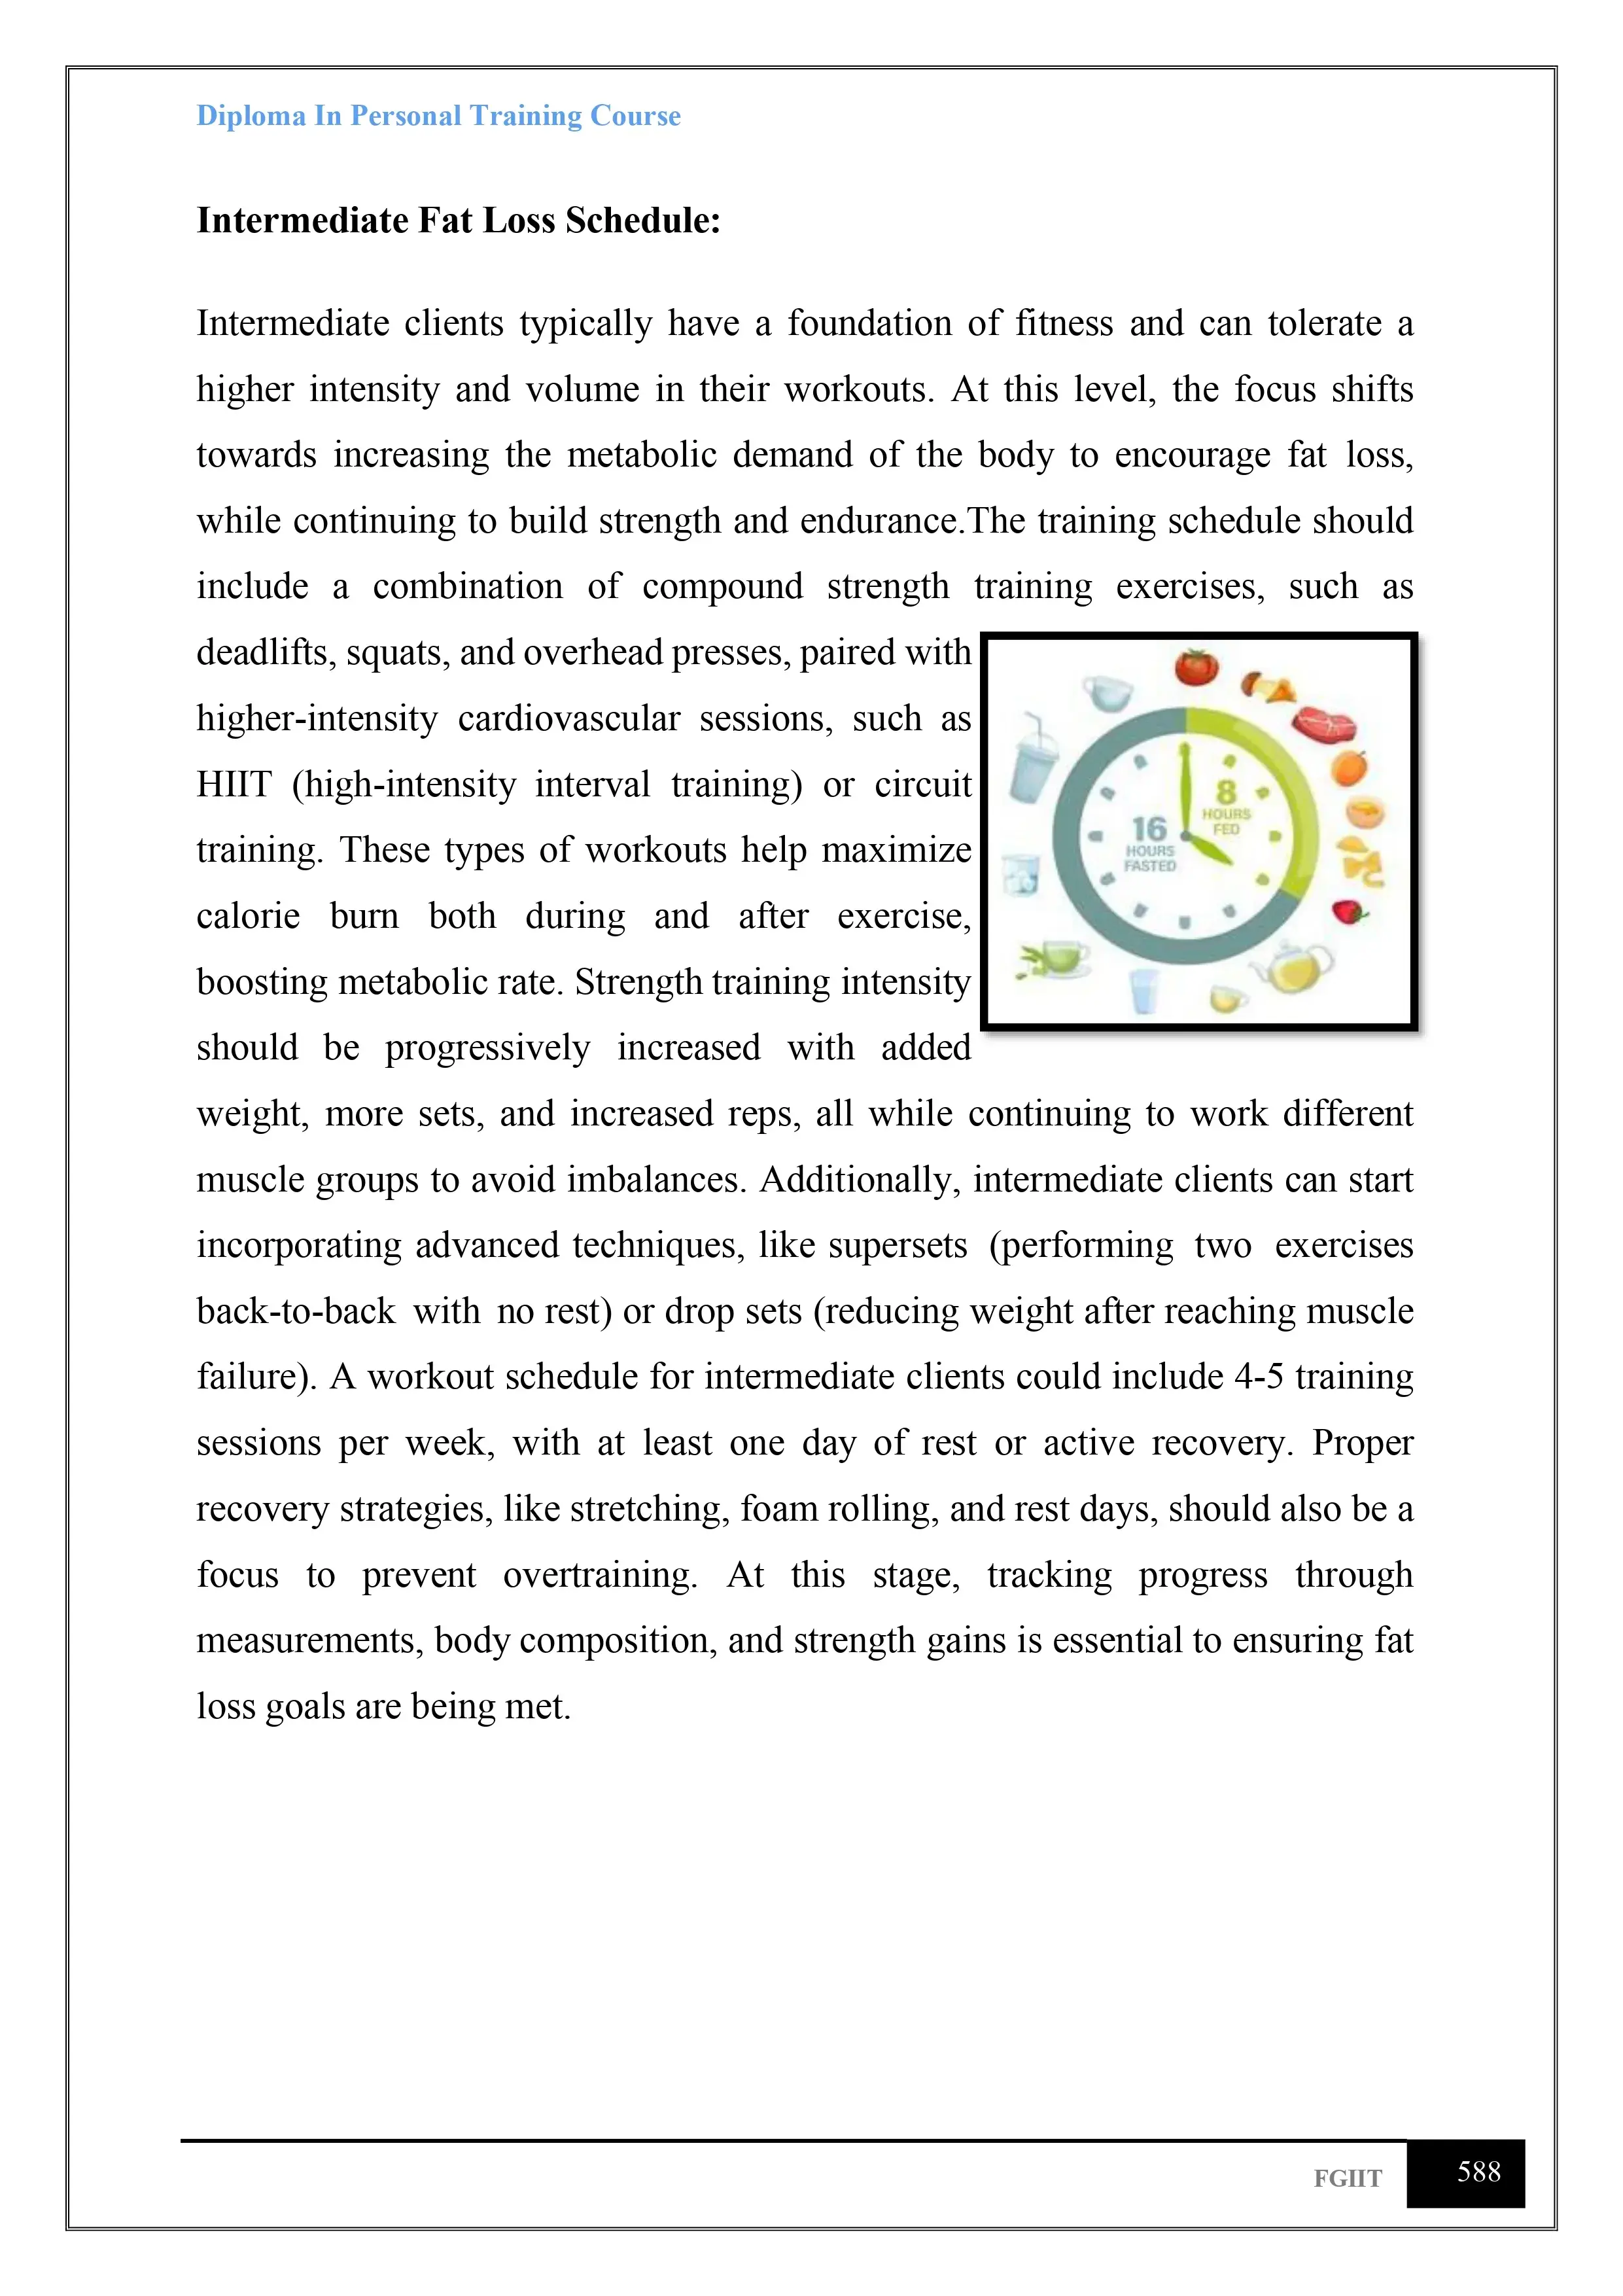 Diploma In Personal Training Course
Intermediate Fat Loss Schedule:
Intermediate clients typically have a foundation of fitness and can tolerate a
higher intensity and volume in their workouts. At this level, the focus shifts
towards increasing the metabolic demand of the body to encourage fat loss,
while continuing to build strength and endurance.The training schedule should
include a combination of compound strength training exercises, such as
deadlifts, squats, and overhead presses, paired with
higher-intensity cardiovascular sessions, such as
HIIT (high-intensity interval training) or circuit
training. These types of workouts help maximize
calorie burn both during and after exercise,
boosting metabolic rate. Strength training intensity
should be progressively increased with added
8
HOURS
FED
16
HOURS
FASTED
weight, more sets, and increased reps, all while continuing to work different
muscle groups to avoid imbalances. Additionally, intermediate clients can start
incorporating advanced techniques, like supersets (performing two exercises
back-to-back with no rest) or drop sets (reducing weight after reaching muscle
failure). A workout schedule for intermediate clients could include 4-5 training
sessions per week, with at least one day of rest or active recovery. Proper
recovery strategies, like stretching, foam rolling, and rest days, should also be a
focus to prevent overtraining. At this stage, tracking progress through
measurements, body composition, and strength gains is essential to ensuring fat
loss goals are being met.
FGIIT
588